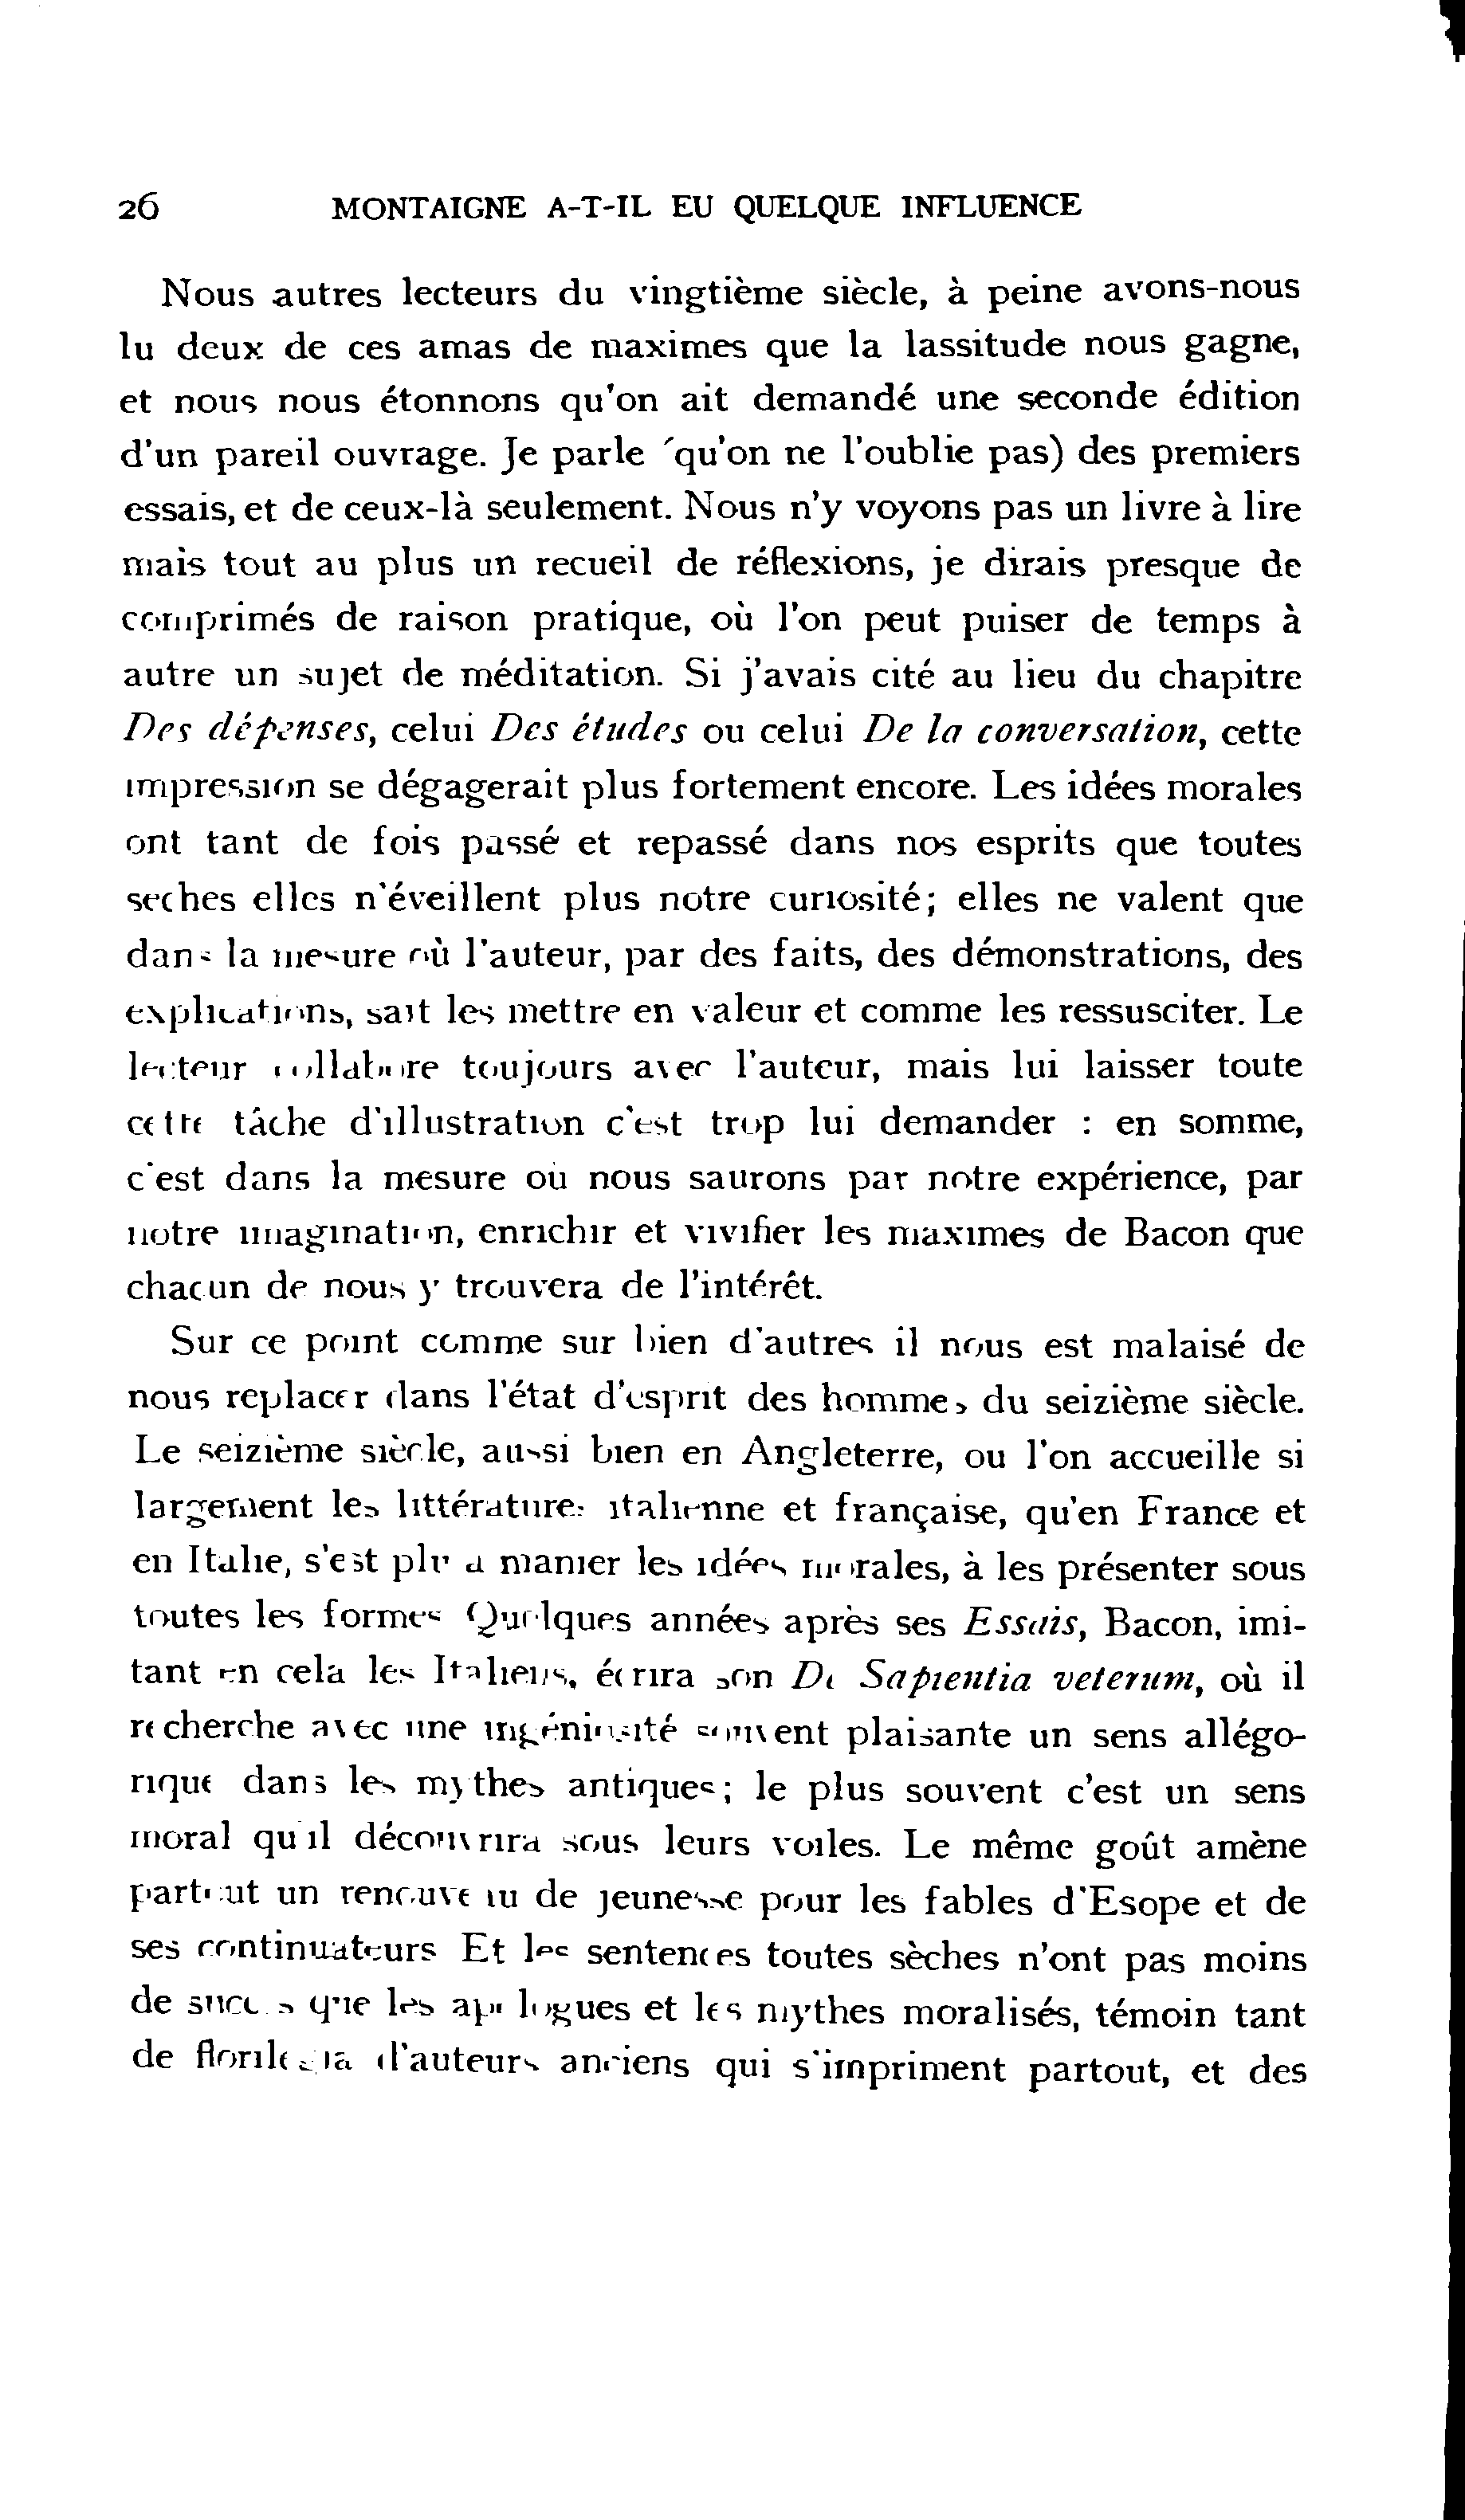 26 MONTAIGNE A-T-IL EU QUELQUE INFLUENCE
Nous autres lecteurs du vingtième siècle, à peine avons-nous
lu deux de ces amas de maximes que la lassitude nous gagne,
et nous nous étonnons qu'on ait demandé une seconde édition
d'un pareil ouvrage. Je parle (qu'on ne l'oublie pas) des premiers
essais, et de ceux-là seulement. Nous n'y voyons pas un livre à lire
mais tout au plus un recueil de réflexions, je dirais presque de
comprimés de raison pratique, où l'on peut puiser de temps à
autre un sujet de méditation. Si j'avais cité au lieu du chapitre
Des dépenses, celui Des études ou celui De la conversation, cette
impression se dégagerait plus fortement encore. Les idées morales
ont tant de fois passé et repassé dans nos esprits que toutes
seches elles n'éveillent plus notre curiosité; elles ne valent que
dans la mesure où l'auteur, par des faits, des démonstrations, des
explications, sait les mettre en valeur et comme les ressusciter. Le
lecteur collabore toujours avec l'auteur, mais lui laisser toute
cette tâche d'illustration c'est trop lui demander : en somme,
c'est dans la mesure où nous saurons par notre expérience, par
notre imagination, enrichir et vivifier les maximes de Bacon que
chacun de nous y trouvera de l'intérêt.
Sur ce point comme sur bien d'autres il nous est malaisé de
nous replacer dans l'état d'esprit des hommes du seizième siècle.
Le seizième siècle, aussi bien en Angleterre, ou l'on accueille si
largement les littératures italienne et française, qu'en France et
en Italie, s'est plu a manier les idées morales, à les présenter sous
toutes les formes Quelques années après ses Essais, Bacon, imi-
tant en cela les Italiens, écrira son De Sapientia veterum, où il
recherche avec une ingéniosité souvent plaisante un sens allégo-
rique dans les mythes antiques; le plus souvent c'est un sens
moral qu'il découvrira sous leurs voiles. Le même goût amène
partout un renouveau de jeunesse pour les fables d'Esope et de
ses continuateurs Et les sentences toutes sèches n'ont pas moins
de succès que les apologues et les mythes moralisés, témoin tant
de florilegia d'auteurs anciens qui s'impriment partout, et des